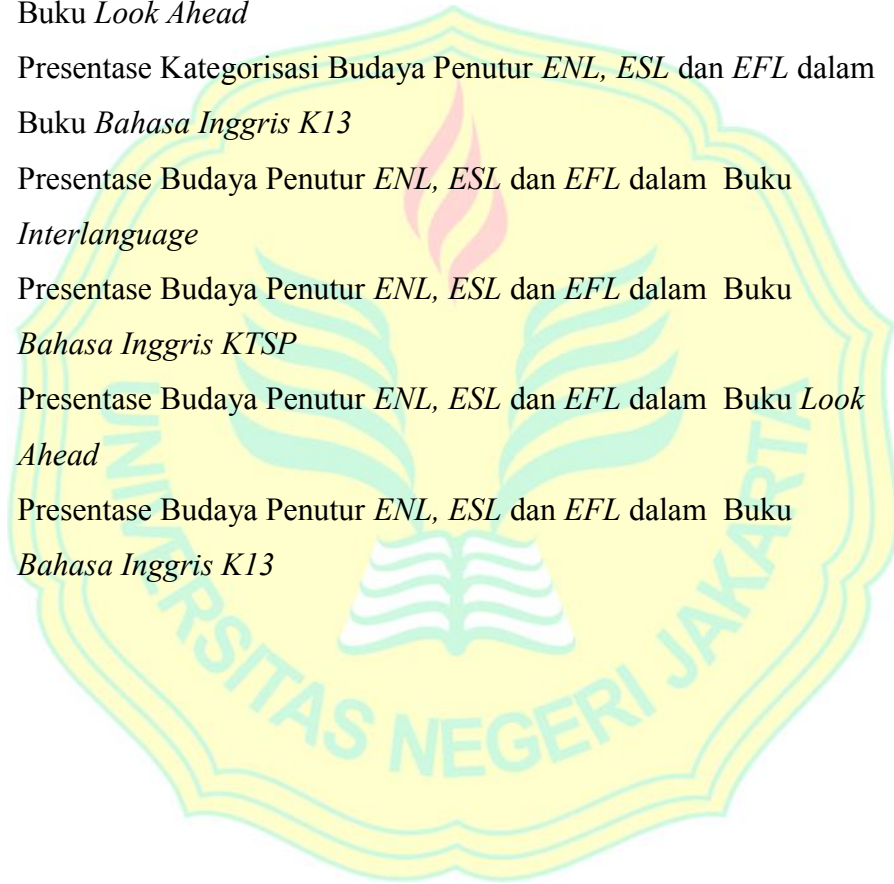 Buku Look Ahead
Presentase Kategorisasi Budaya Penutur ENL, ESL dan EFL dalam
Buku Bahasa Inggris K13
Presentase Budaya Penutur ENL, ESL dan EFL dalam Buku
Interlanguage
Presentase Budaya Penutur ENL, ESL dan EFL dalam Buku
Bahasa Inggris KTSP
Presentase Budaya Penutur ENL, ESL dan EFL dalam Buku Look
Ahead
Presentase Budaya Penutur ENL, ESL dan EFL dalam Buku
Bahasa Inggris K13
UNIVERSITAS NEGERI JAKARTA